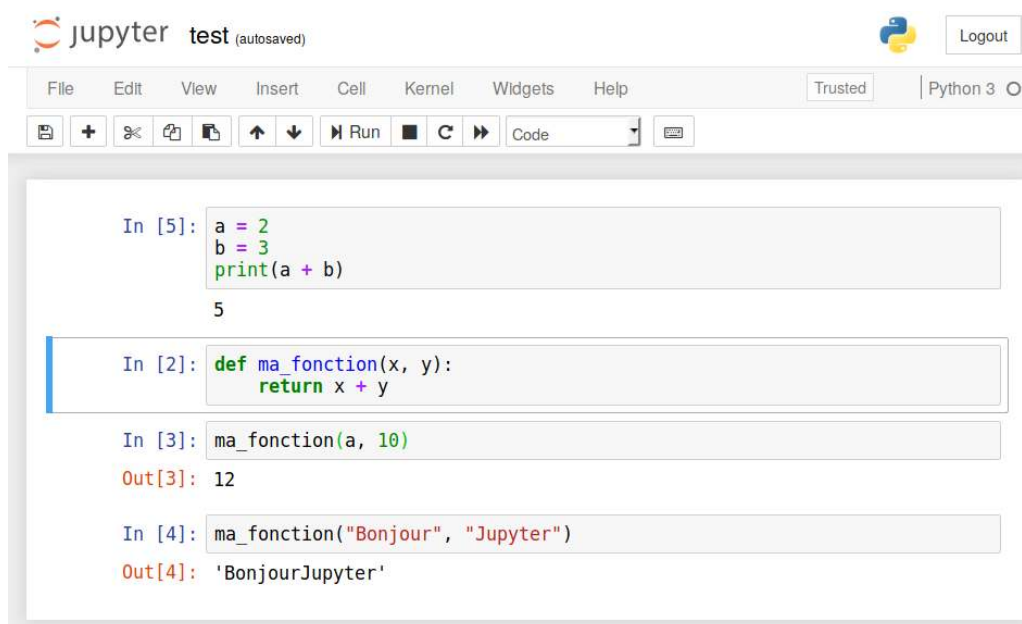 jupyter test (autosaved)
Logout
File Edit View Insert Cell Kernel Widgets Help Trusted Python 3
Run Code
In [5]: a = 2
b = 3
print(a + b)
5
In [2]: def ma_fonction(x, y):
    return x + y
In [3]: ma_fonction(a, 10)
Out[3]: 12
In [4]: ma_fonction("Bonjour", "Jupyter")
Out[4]: 'BonjourJupyter'